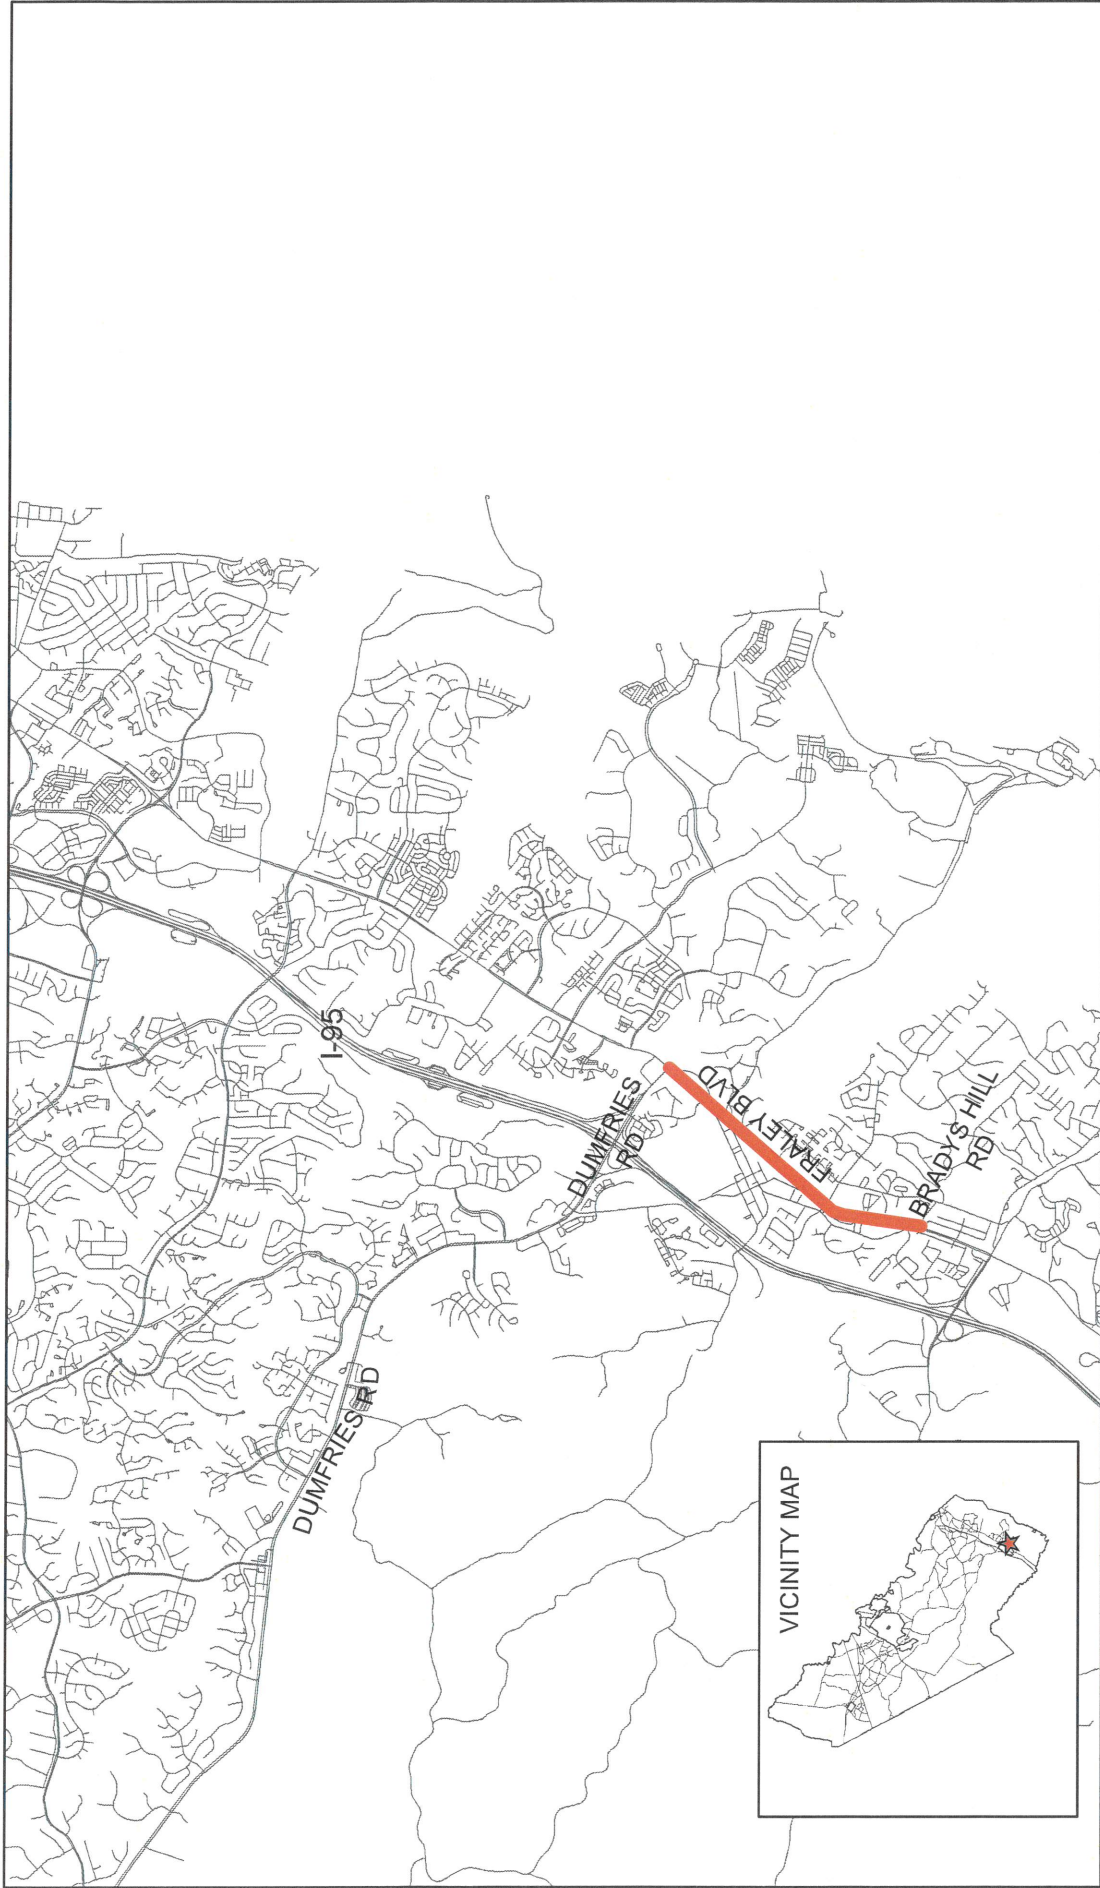 DUMFRIES RD
I-95
DUMFRIES
RD
FRALEY BLVD
BRADYS HILL
RD
VICINITY MAP